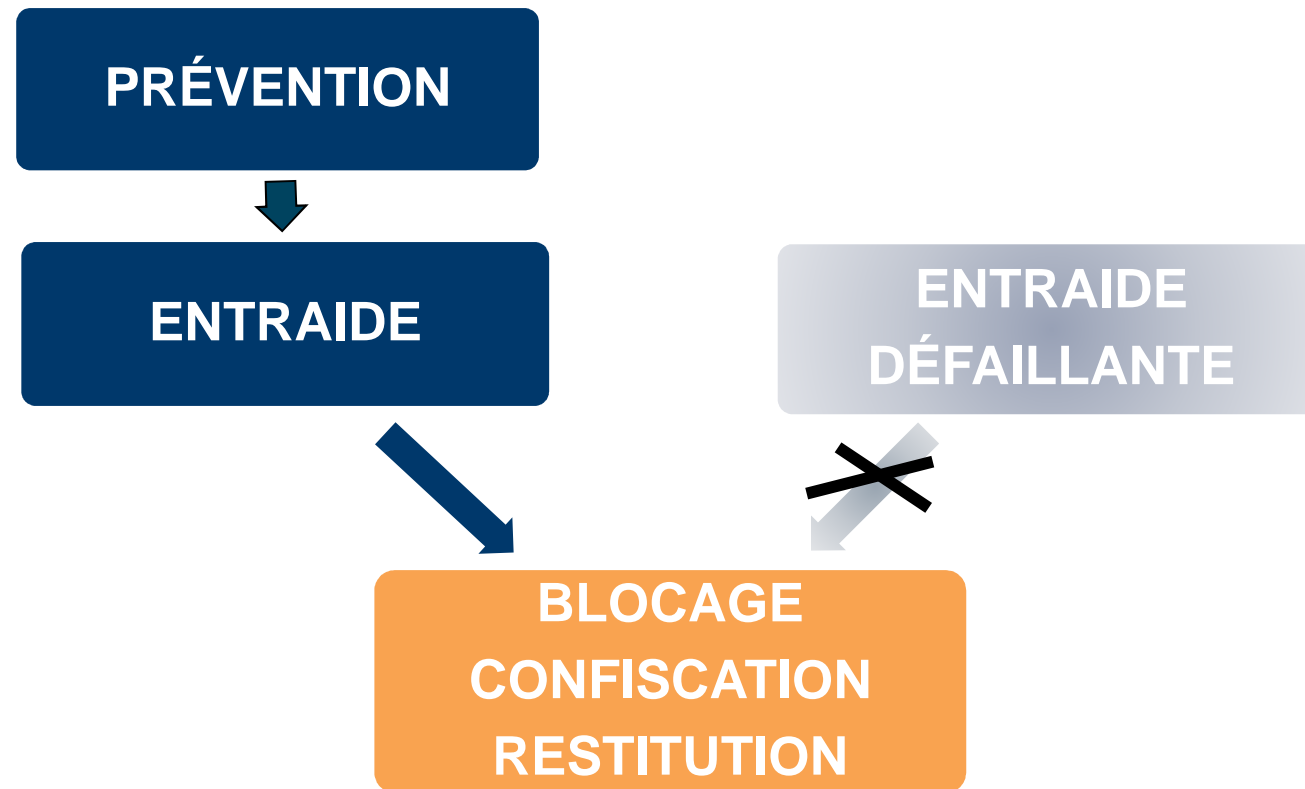 PRÉVENTION
ENTRAIDE
ENTRAIDE
DÉFAILLANTE
BLOCAGE
CONFISCATION
RESTITUTION